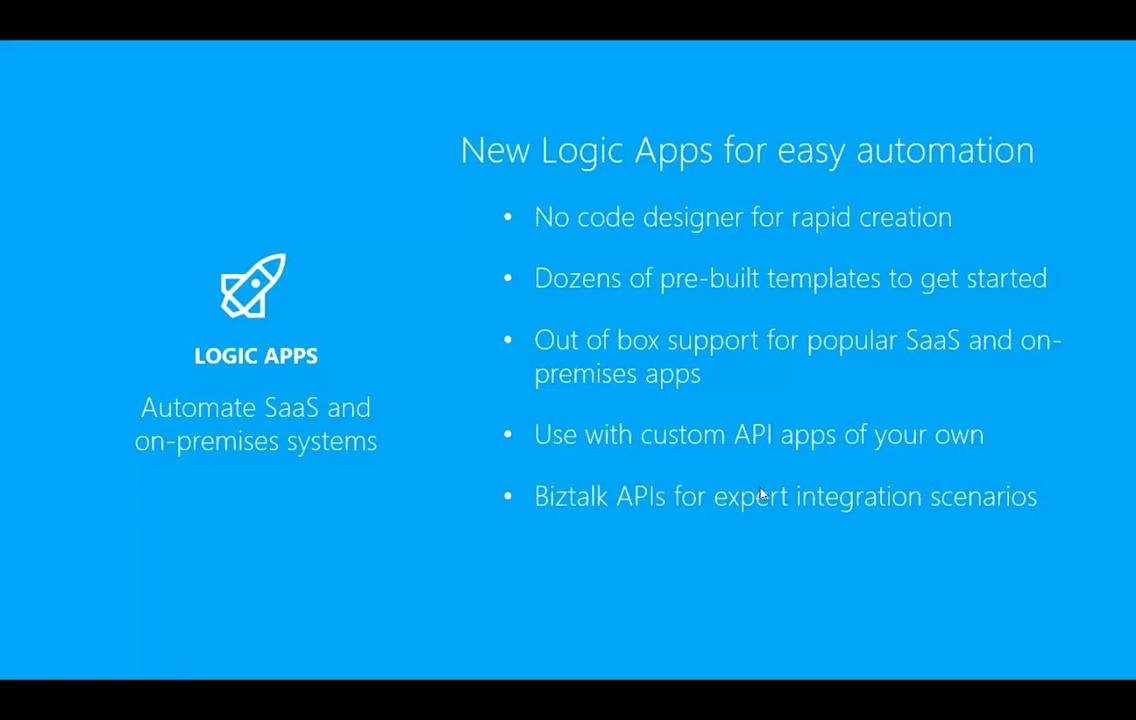 New Logic Apps for easy automation
• No code designer for rapid creation
• Dozens of pre-built templates to get started
• Out of box support for popular SaaS and on-
premises apps
• Use with custom API apps of your own
• Biztalk APIs for expert integration scenarios
LOGIC APPS
Automate SaaS and
on-premises systems